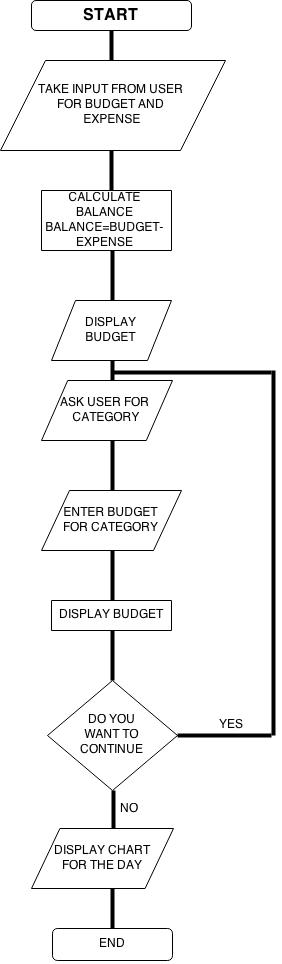 START
TAKE INPUT FROM USER
FOR BUDGET AND
EXPENSE
CALCULATE
BALANCE
BALANCE=BUDGET-
EXPENSE
DISPLAY
BUDGET
ASK USER FOR
CATEGORY
ENTER BUDGET
FOR CATEGORY
DISPLAY BUDGET
DO YOU
WANT TO
CONTINUE
YES
NO
DISPLAY CHART
FOR THE DAY
END